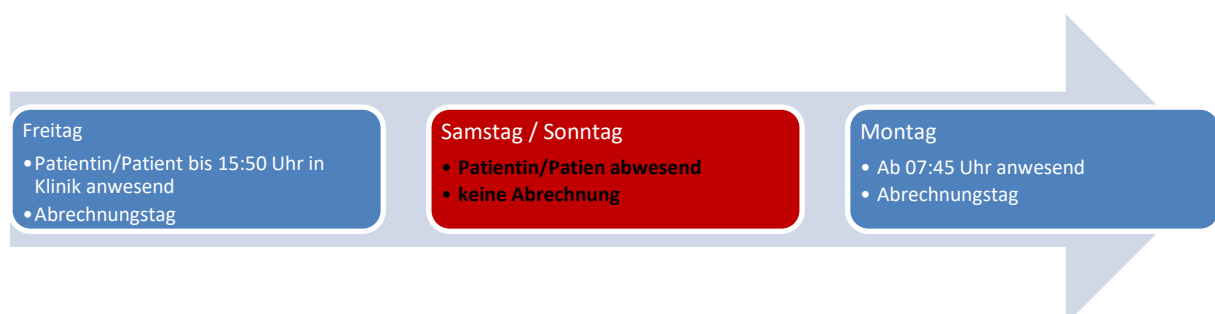 Freitag
•Patientin/Patient bis 15:50 Uhr in
Klinik anwesend
•Abrechnungstag
Samstag / Sonntag
• Patientin/Patien abwesend
• keine Abrechnung
Montag
• Ab 07:45 Uhr anwesend
• Abrechnungstag